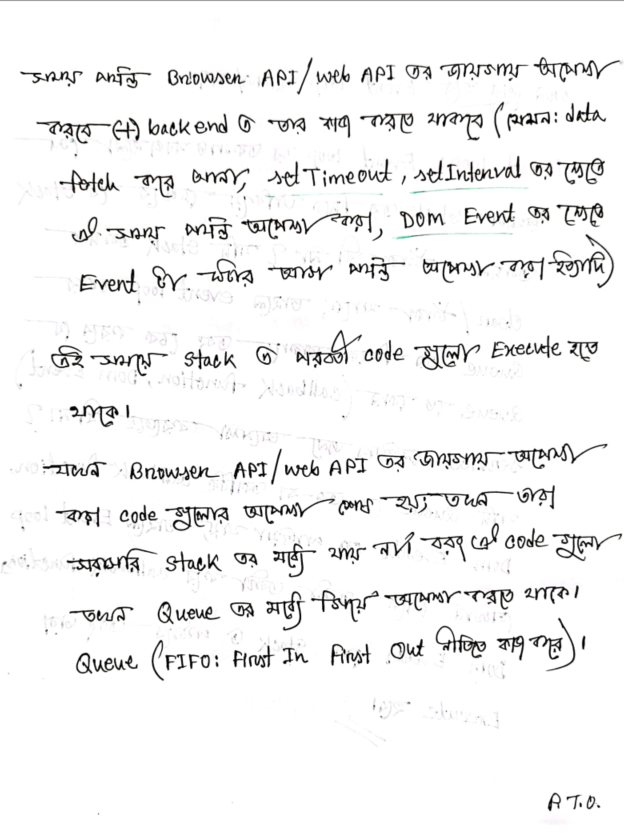 সময় পর্যন্ত Browser API/web API এর জায়গায় অপেক্ষা
করবে (+) backend এ তার কাজ করতে থাকবে (যেমন: data
fetch করে আনা, setTimeout, setInterval এর ক্ষেত্রে
ঐ সময় পর্যন্ত অপেক্ষা করা, DOM Event এর ক্ষেত্রে
Event টা ঘটার আগ পর্যন্ত অপেক্ষা করা ইত্যাদি)
এই সময়ে Stack এ পরবর্তী code গুলো Execute হতে
থাকে।
যখন Browser API/web API এর জায়গায় অপেক্ষা
করা code গুলোর অপেক্ষা শেষ হয়; তখন তারা
সরাসরি Stack এর মধ্যে যায় না। বরং ঐ code গুলো
তখন Queue এর মধ্যে গিয়ে অপেক্ষা করতে থাকে।
Queue (FIFO: First In First Out নীতিতে কাজ করে)।
P.T.O.